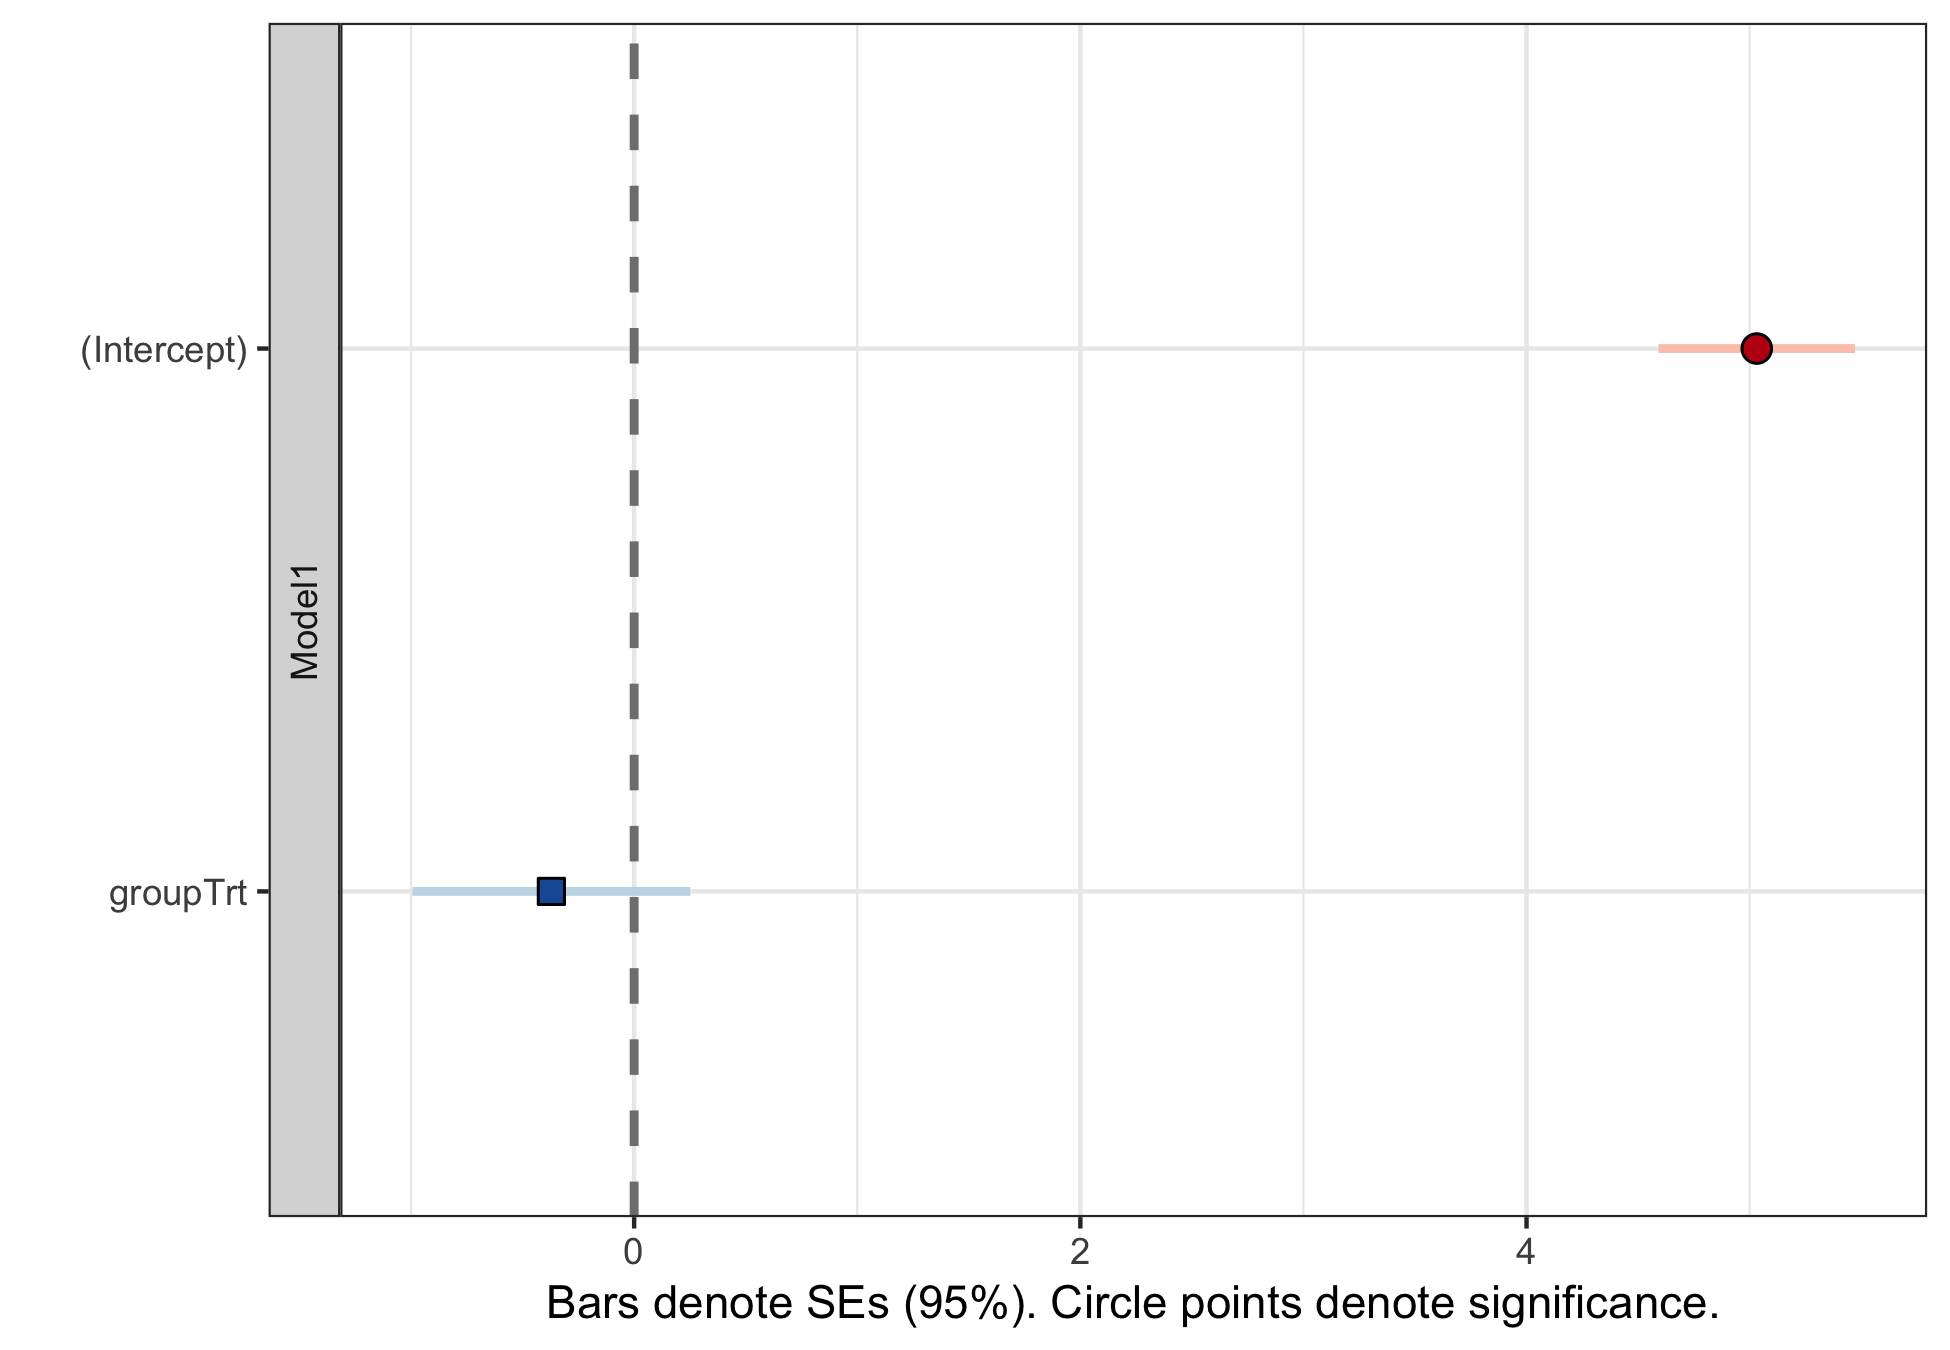 Model1
(Intercept)
groupTrt
0 2 4
Bars denote SEs (95%). Circle points denote significance.